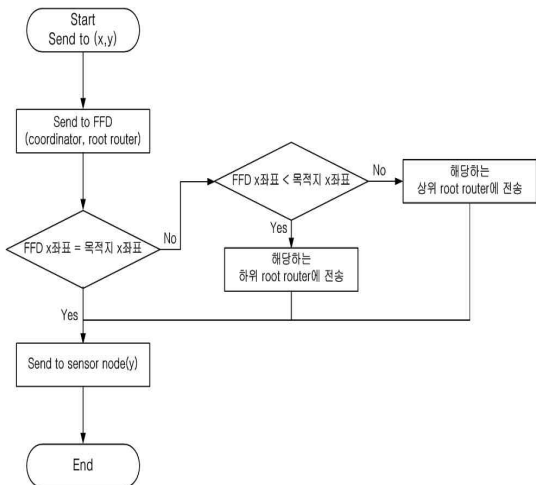 Start
Send to (x,y)
Send to FFD
(coordinator, root router)
FFD x좌표 = 목적지 x좌표
No
Yes
FFD x좌표 < 목적지 x좌표
No
Yes
해당하는
상위 root router에 전송
해당하는
하위 root router에 전송
Send to sensor node(y)
End